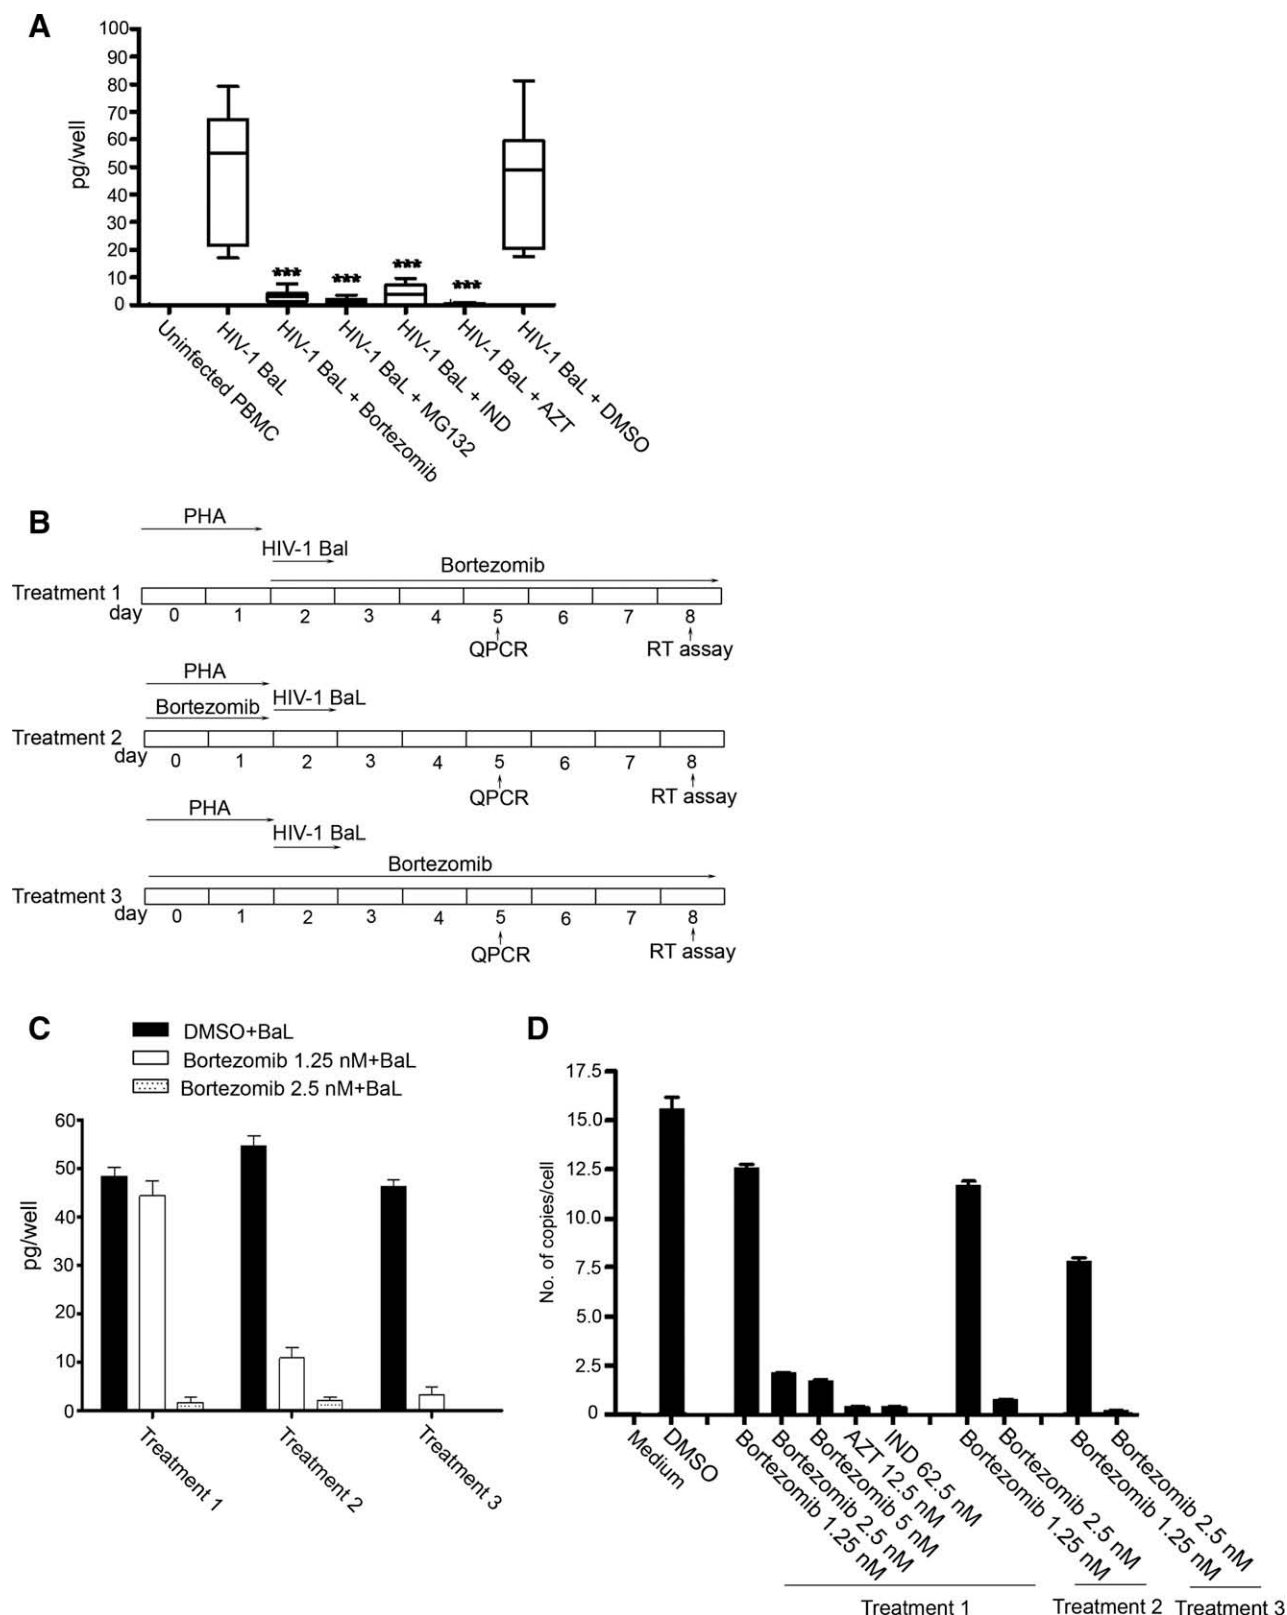 A
100
90
80
70
60
50
40
30
20
10
0
pg/well
***
***
***
***
Uninfected PBMC
HIV-1 BaL
HIV-1 BaL + Bortezomib
HIV-1 BaL + MG132
HIV-1 BaL + IND
HIV-1 BaL + AZT
HIV-1 BaL + DMSO
B
PHA
HIV-1 Bal
Bortezomib
Treatment 1
day 0 1 2 3 4 5 6 7 8
QPCR RT assay
PHA
HIV-1 BaL
Bortezomib
Treatment 2
day 0 1 2 3 4 5 6 7 8
QPCR RT assay
PHA
HIV-1 BaL
Bortezomib
Treatment 3
day 0 1 2 3 4 5 6 7 8
QPCR RT assay
C
DMSO+BaL
Bortezomib 1.25 nM+BaL
Bortezomib 2.5 nM+BaL
60
50
40
30
20
10
0
pg/well
Treatment 1
Treatment 2
Treatment 3
D
17.5
15.0
12.5
10.0
7.5
5.0
2.5
0
No. of copies/cell
Medium
DMSO
Bortezomib 1.25 nM
Bortezomib 2.5 nM
Bortezomib 5 nM
AZT 12.5 nM
IND 62.5 nM
Bortezomib 1.25 nM
Bortezomib 2.5 nM
Bortezomib 1.25 nM
Bortezomib 2.5 nM
Treatment 1
Treatment 2
Treatment 3